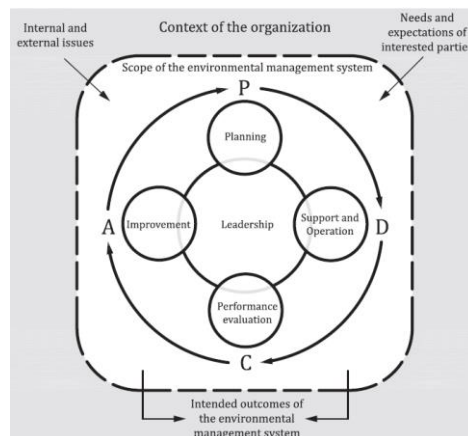 Internal and
external issues
Context of the organization
Needs and
expectations of
interested partie
Scope of the environmental management system
P
Planning
A
Improvement
Leadership
Support and
Operation
D
Performance
evaluation
C
Intended outcomes of
the environmental
management system